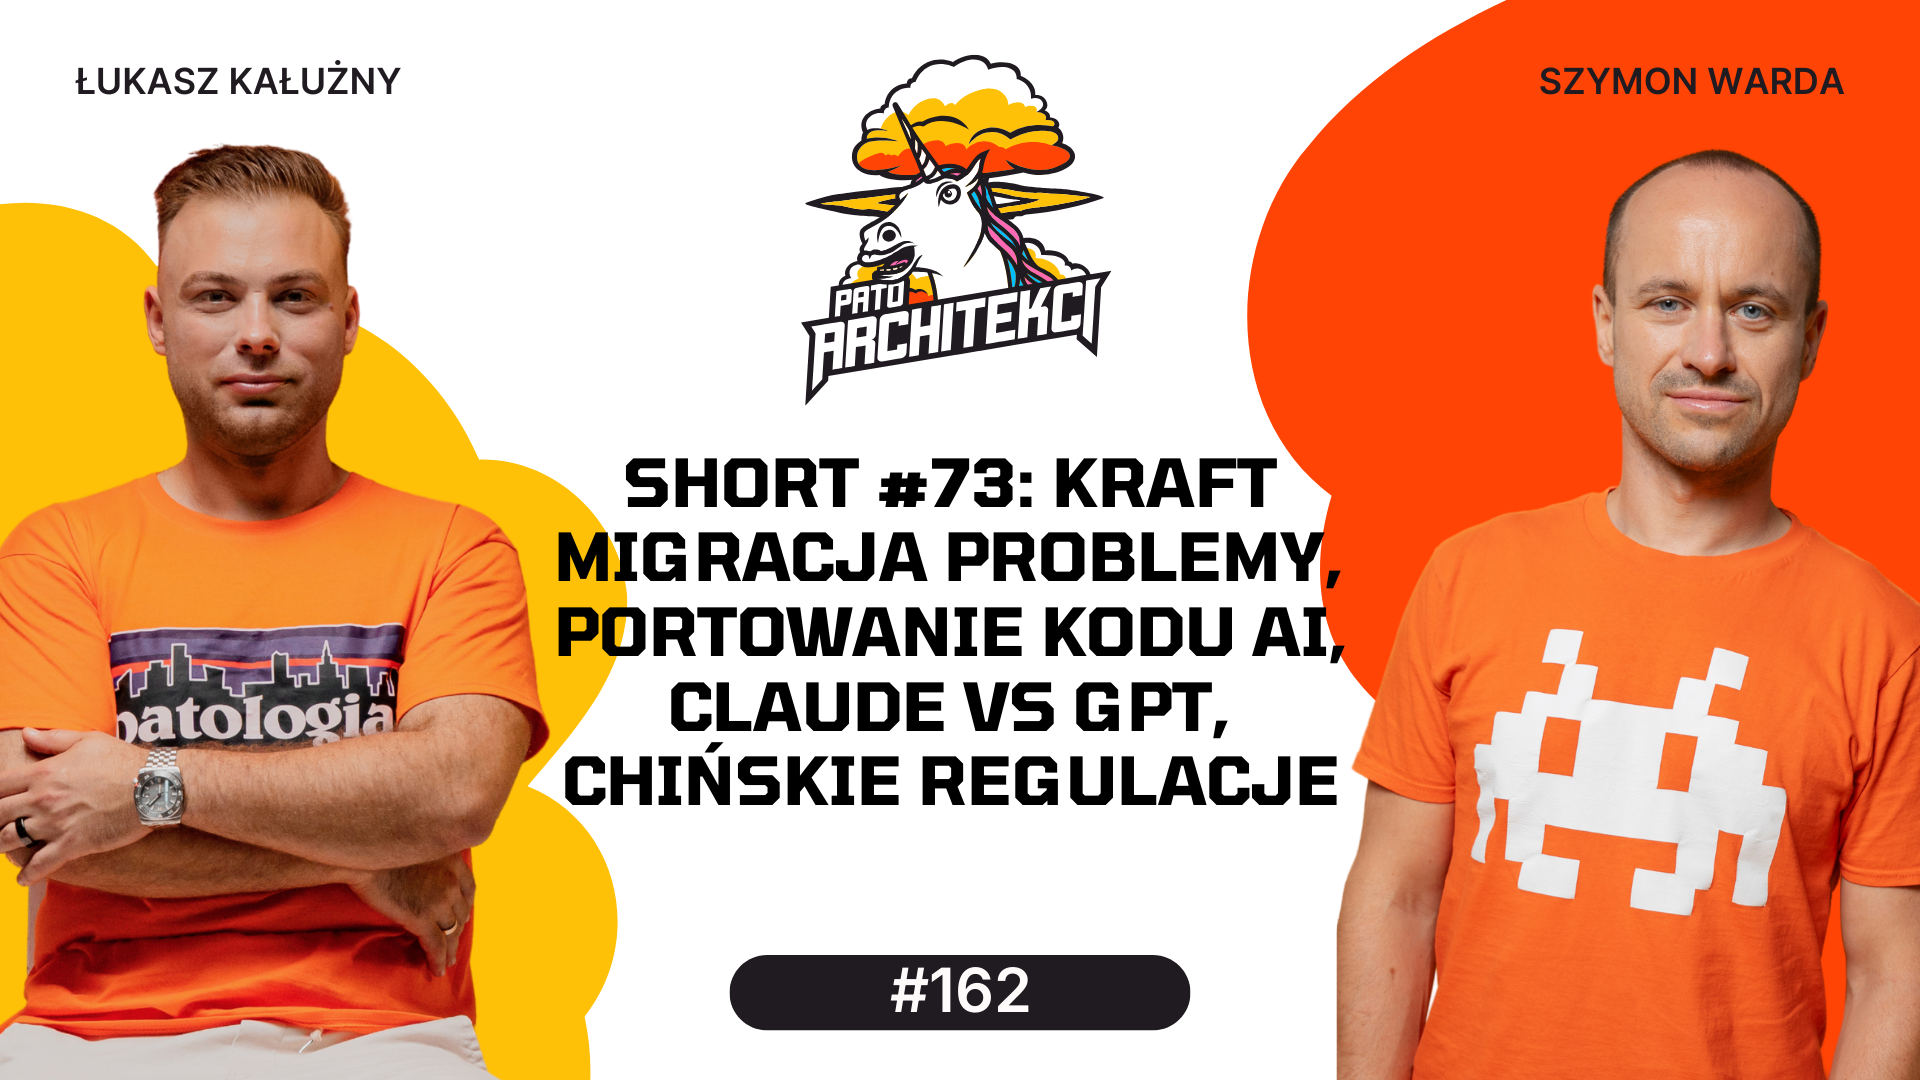 ŁUKASZ KAŁUŻNY
SZYMON WARDA
PATO
ARCHITEKCI
SHORT #73: KRAFT
MIGRACJA PROBLEMY,
PORTOWANIE KODU AI,
CLAUDE VS GPT,
CHIŃSKIE REGULACJE
patologia
#162